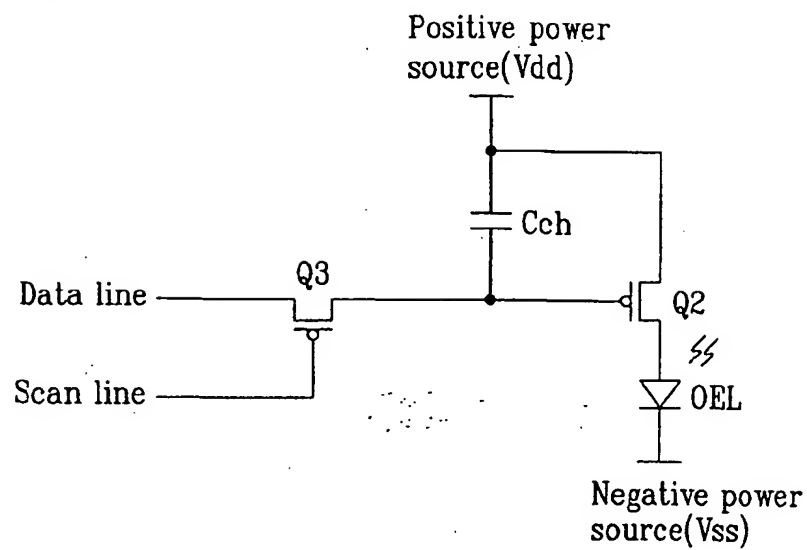 Positive power
source(Vdd)
Cch
Q3
Data line
Q2
Scan line
OEL
Negative power
source(Vss)